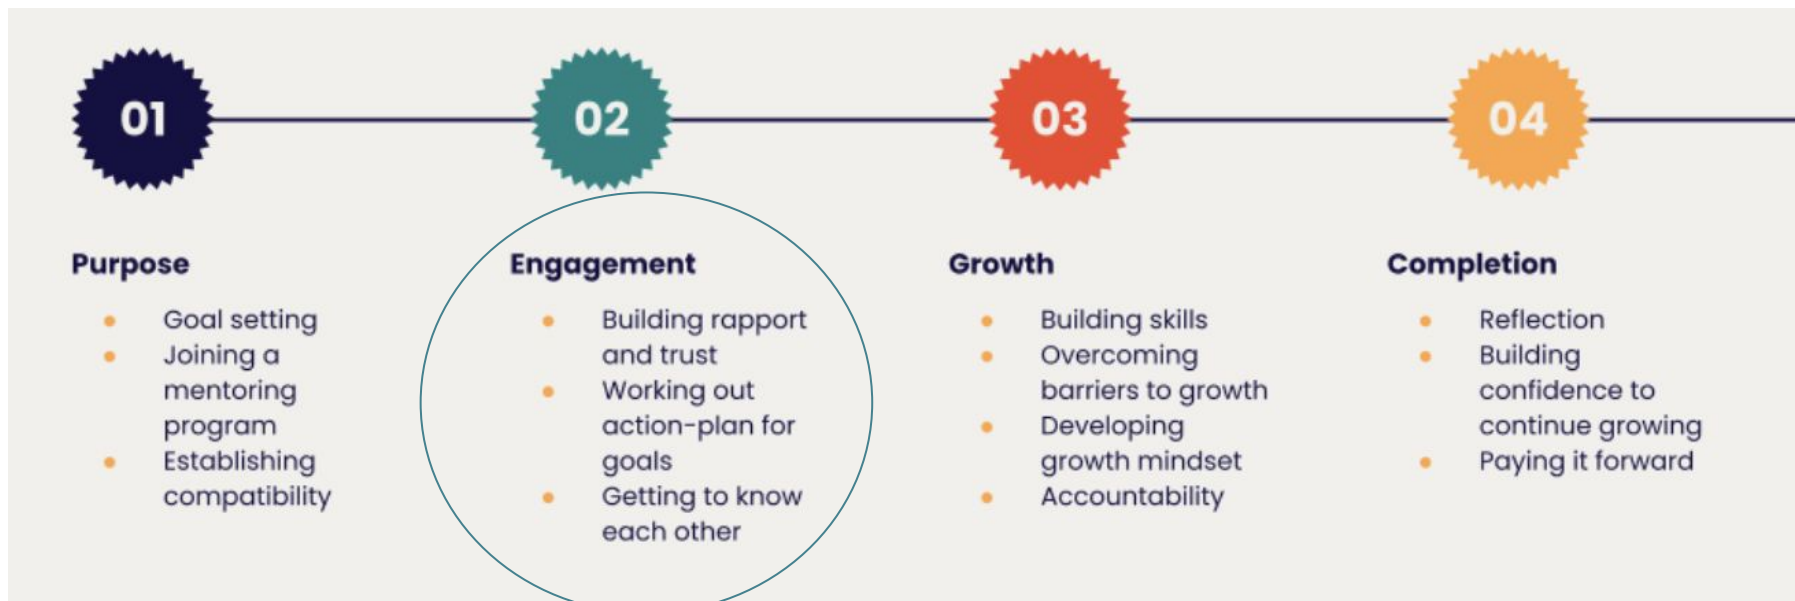 01
02
03
04
Purpose
Goal setting
Joining a
mentoring
program
Establishing
compatibility
Engagement
Building rapport
and trust
Working out
action-plan for
goals
Getting to know
each other
Growth
Building skills
Overcoming
barriers to growth
Developing
growth mindset
Accountability
Completion
Reflection
Building
confidence to
continue growing
Paying it forward